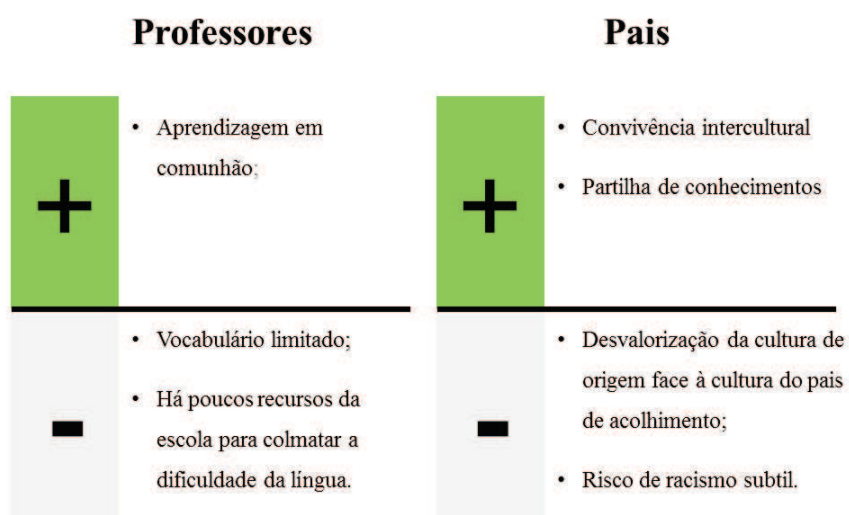 Professores
+
• Aprendizagem em
comunhão;
-
• Vocabulário limitado;
• Há poucos recursos da
escola para colmatar a
dificuldade da língua.
Pais
+
• Convivência intercultural
• Partilha de conhecimentos
-
• Desvalorização da cultura de
origem face à cultura do pais
de acolhimento;
• Risco de racismo subtil.